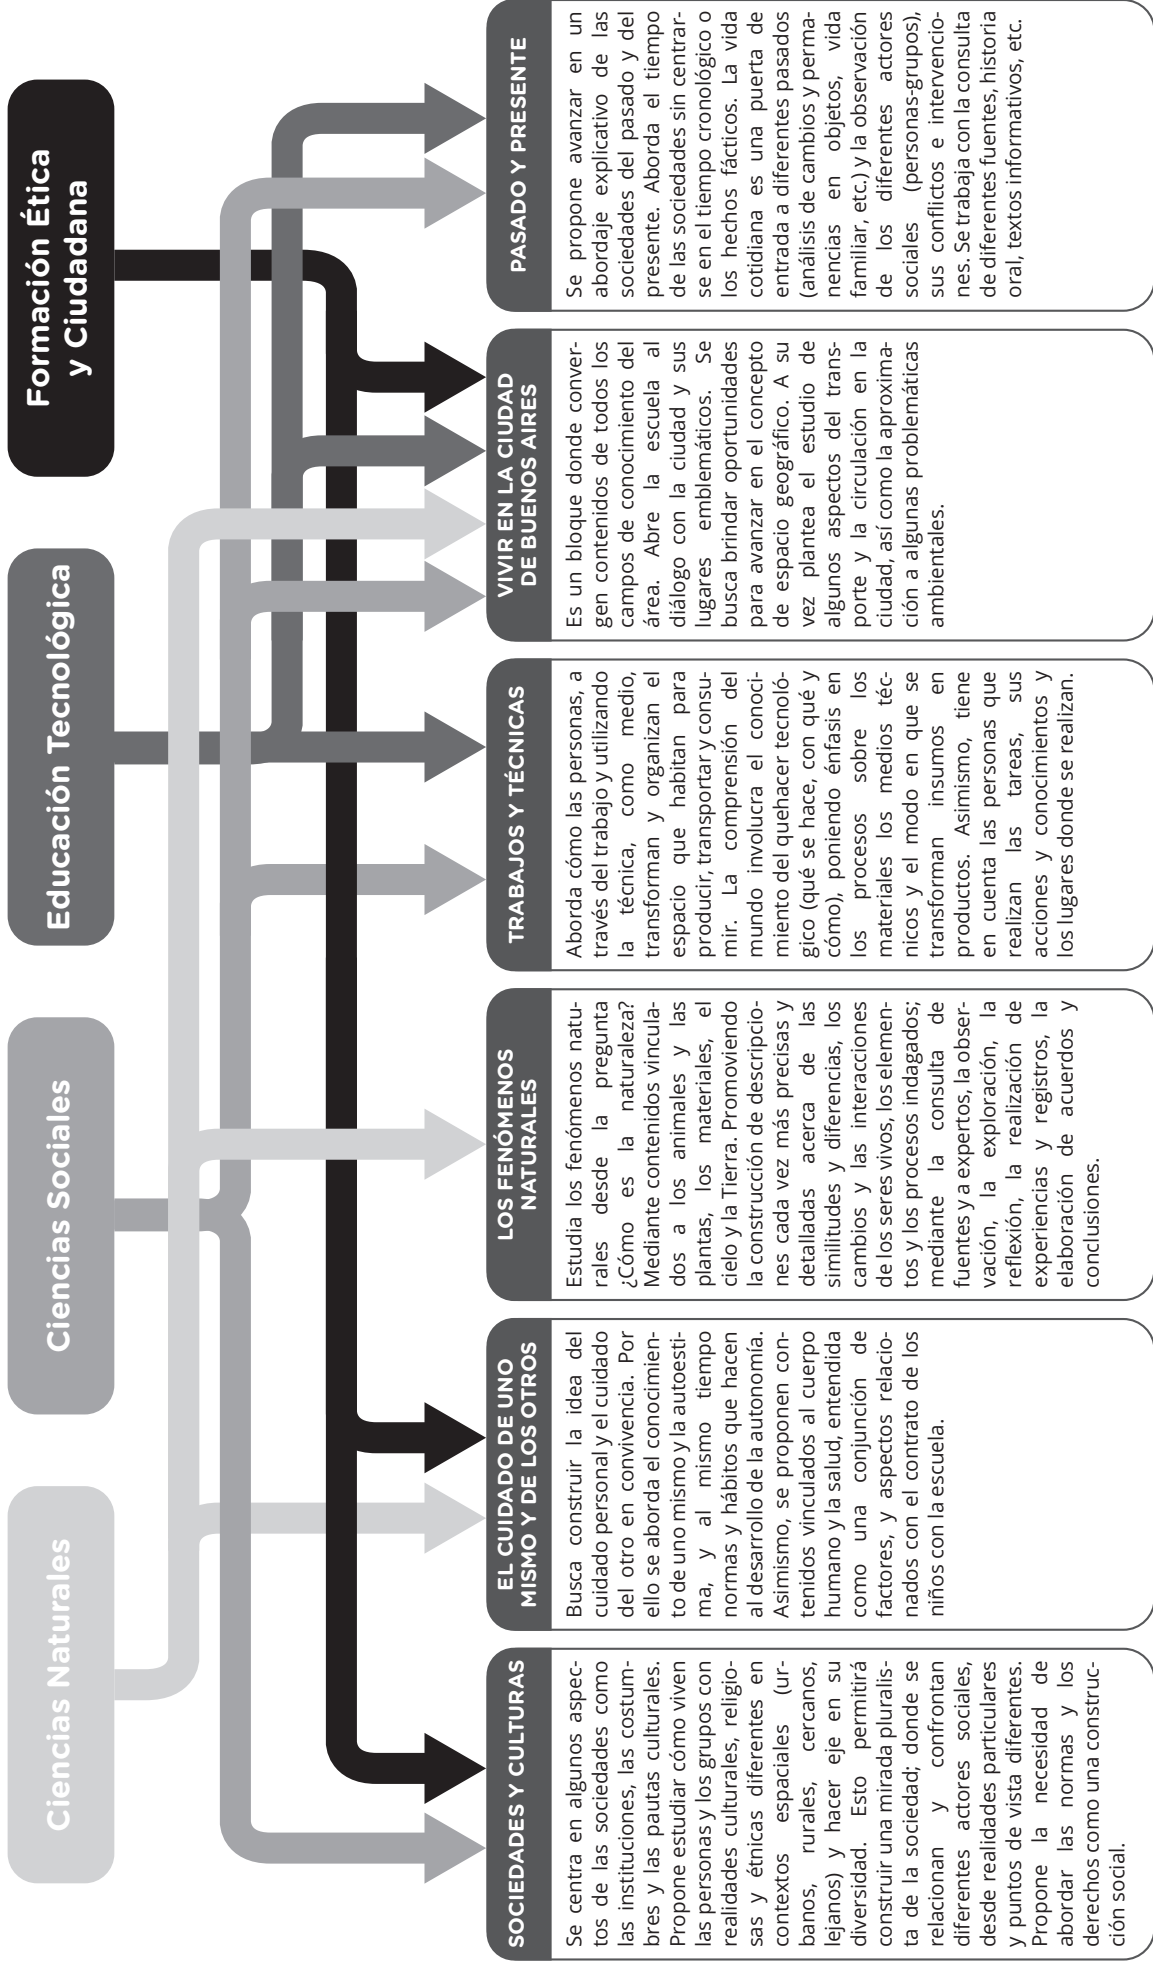 Ciencias Naturales
Ciencias Sociales
Educación Tecnológica
Formación Ética
y Ciudadana
SOCIEDADES Y CULTURAS
Se centra en algunos aspec-
tos de las sociedades como
las instituciones, las costum-
bres y las pautas culturales.
Propone estudiar cómo viven
las personas y los grupos con
realidades culturales, religio-
sas y étnicas diferentes en
contextos espaciales (ur-
banos, rurales, cercanos,
lejanos) y hacer eje en su
diversidad. Esto permitirá
construir una mirada pluralis-
ta de la sociedad; donde se
relacionan y confrontan
diferentes actores sociales,
desde realidades particulares
y puntos de vista diferentes.
Propone la necesidad de
abordar las normas y los
derechos como una construc-
ción social.
EL CUIDADO DE UNO
MISMO Y DE LOS OTROS
Busca construir la idea del
cuidado personal y el cuidado
del otro en convivencia. Por
ello se aborda el conocimien-
to de uno mismo y la autoesti-
ma, y al mismo tiempo
normas y hábitos que hacen
al desarrollo de la autonomía.
Asimismo, se proponen con-
tenidos vinculados al cuerpo
humano y la salud, entendida
como una conjunción de
factores, y aspectos relacio-
nados con el contrato de los
niños con la escuela.
LOS FENÓMENOS
NATURALES
Estudia los fenómenos natu-
rales desde la pregunta
¿Cómo es la naturaleza?
Mediante contenidos vincula-
dos a los animales y las
plantas, los materiales, el
cielo y la Tierra. Promoviendo
la construcción de descripcio-
nes cada vez más precisas y
detalladas acerca de las
similitudes y diferencias, los
cambios y las interacciones
de los seres vivos, los elemen-
tos y los procesos indagados;
mediante la consulta de
fuentes y a expertos, la obser-
vación, la exploración, la
reflexión, la realización de
experiencias y registros, la
elaboración de acuerdos y
conclusiones.
TRABAJOS Y TÉCNICAS
Aborda cómo las personas, a
través del trabajo y utilizando
la técnica, como medio,
transforman y organizan el
espacio que habitan para
producir, transportar y consu-
mir. La comprensión del
mundo involucra el conoci-
miento del quehacer tecnoló-
gico (qué se hace, con qué y
cómo), poniendo énfasis en
los procesos sobre los
materiales los medios téc-
nicos y el modo en que se
transforman insumos en
productos. Asimismo, tiene
en cuenta las personas que
realizan las tareas, sus
acciones y conocimientos y
los lugares donde se realizan.
VIVIR EN LA CIUDAD
DE BUENOS AIRES
Es un bloque donde conver-
gen contenidos de todos los
campos de conocimiento del
área. Abre la escuela al
diálogo con la ciudad y sus
lugares emblemáticos. Se
busca brindar oportunidades
para avanzar en el concepto
de espacio geográfico. A su
vez plantea el estudio de
algunos aspectos del trans-
porte y la circulación en la
ciudad, así como la aproxima-
ción a algunas problemáticas
ambientales.
PASADO Y PRESENTE
Se propone avanzar en un
abordaje explicativo de las
sociedades del pasado y del
presente. Aborda el tiempo
de las sociedades sin centrar-
se en el tiempo cronológico o
los hechos fácticos. La vida
cotidiana es una puerta de
entrada a diferentes pasados
(análisis de cambios y perma-
nencias en objetos, vida
familiar, etc.) y la observación
de los diferentes actores
sociales (personas-grupos),
sus conflictos e intervencio-
nes. Se trabaja con la consulta
de diferentes fuentes, historia
oral, textos informativos, etc.